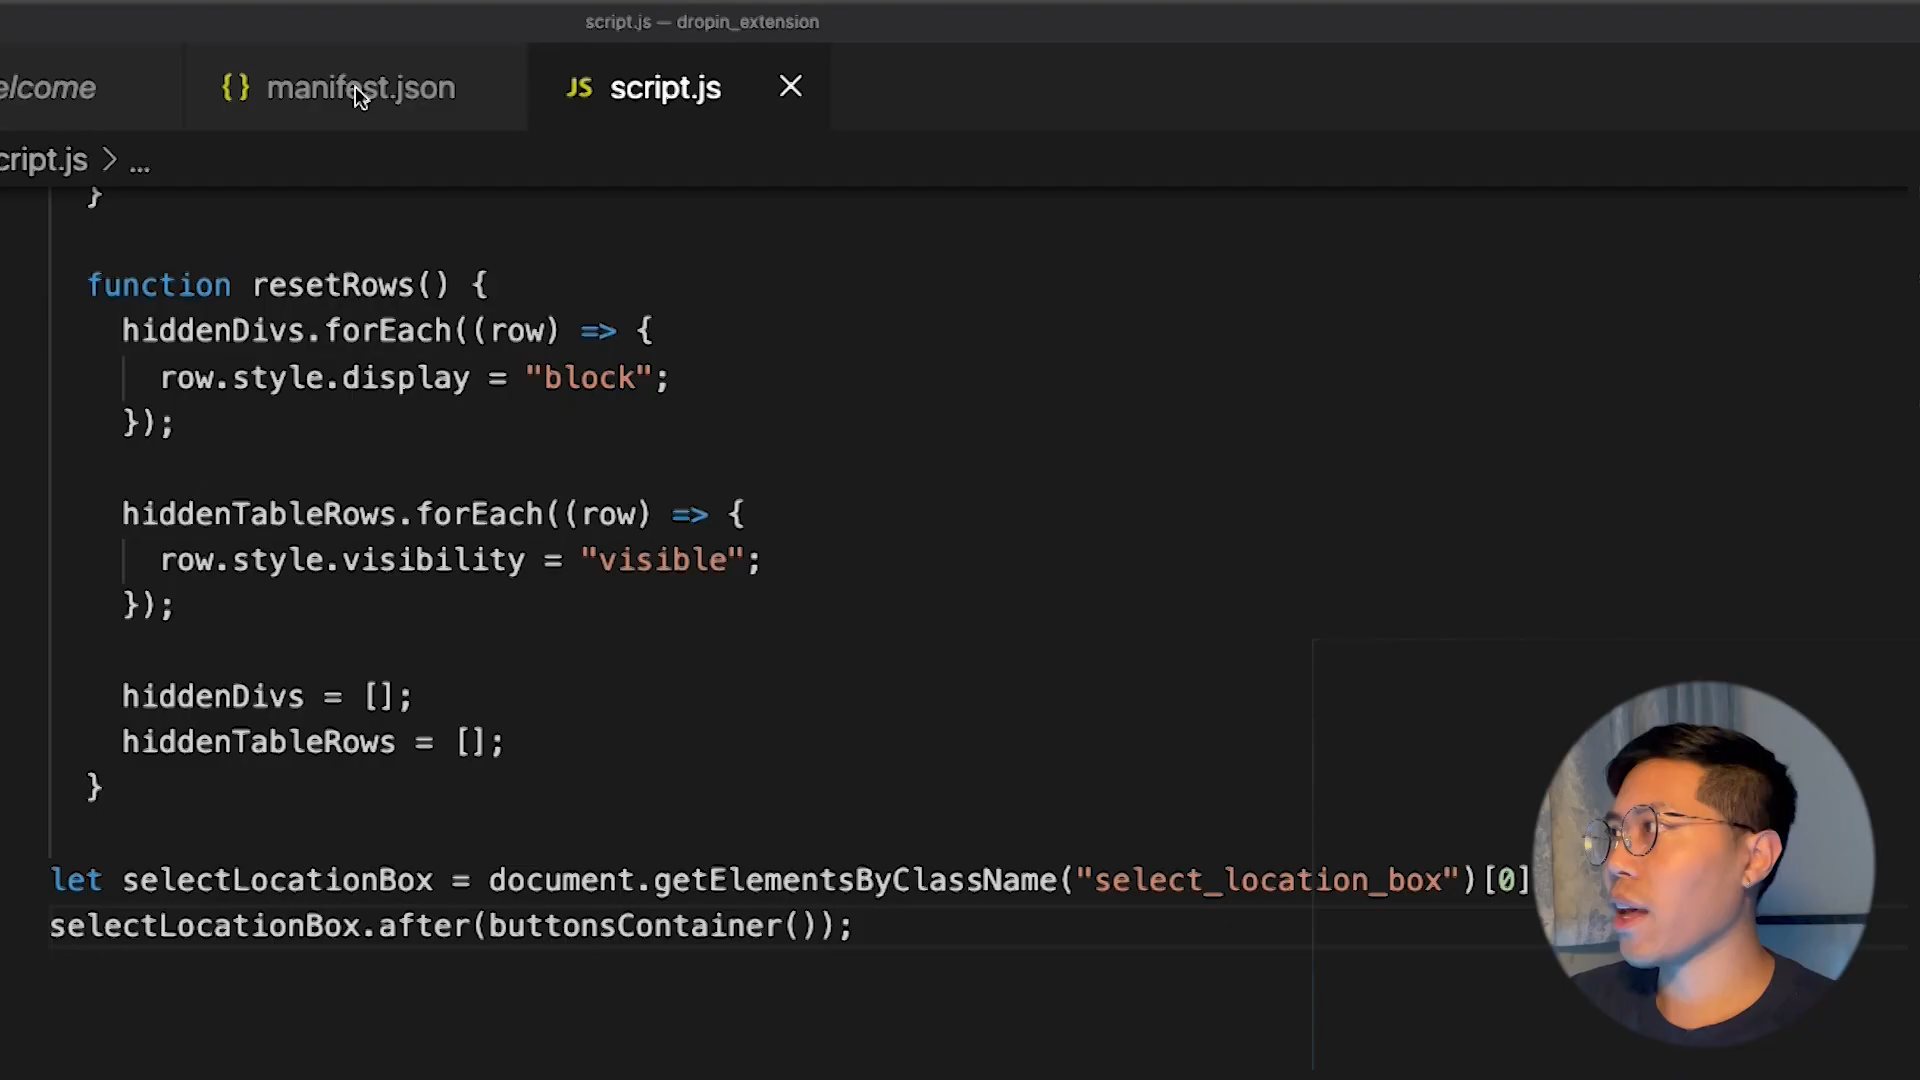 script.js — dropin_extension
elcome
{} manifest.json
JS script.js
cript.js > ...
}
function resetRows() {
hiddenDivs.forEach((row) => {
row.style.display = "block";
});
hiddenTableRows.forEach((row) => {
row.style.visibility = "visible";
});
hiddenDivs = [];
hiddenTableRows = [];
}
let selectLocationBox = document.getElementsByClassName("select_location_box")[0]
selectLocationBox.after(buttonsContainer());